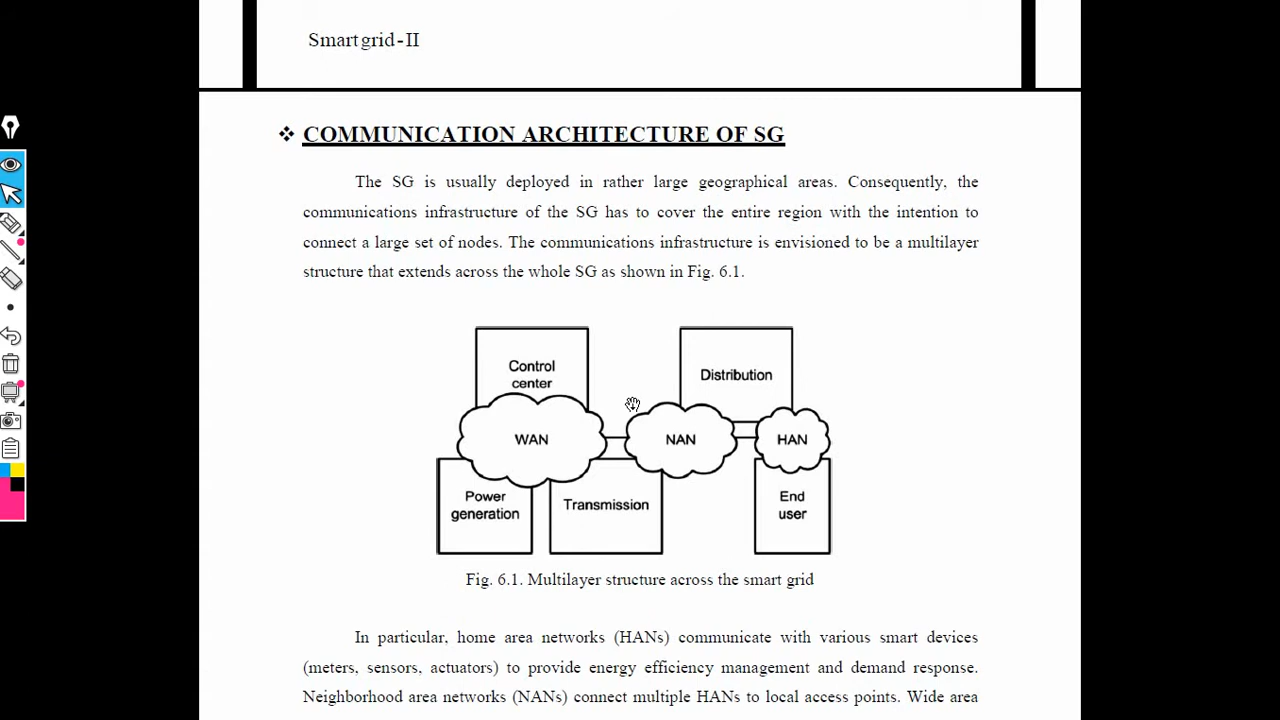 Smart grid - II
❖ COMMUNICATION ARCHITECTURE OF SG
The SG is usually deployed in rather large geographical areas. Consequently, the
communications infrastructure of the SG has to cover the entire region with the intention to
connect a large set of nodes. The communications infrastructure is envisioned to be a multilayer
structure that extends across the whole SG as shown in Fig. 6.1.
Control
center
Distribution
WAN
NAN
HAN
Power
generation
Transmission
End
user
Fig. 6.1. Multilayer structure across the smart grid
In particular, home area networks (HANs) communicate with various smart devices
(meters, sensors, actuators) to provide energy efficiency management and demand response.
Neighborhood area networks (NANs) connect multiple HANs to local access points. Wide area